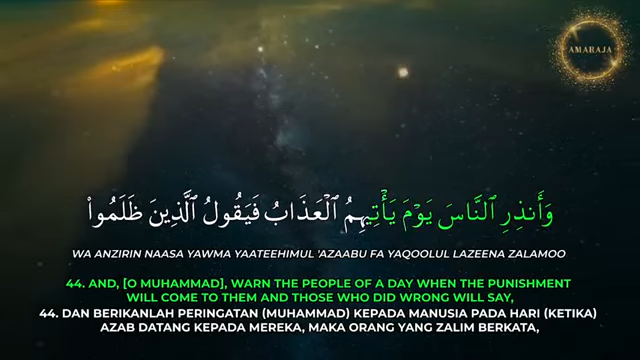 AMARAJA
وَأَنذِرِ ٱلنَّاسَ يَوْمَ يَأْتِيهِمُ ٱلْعَذَابُ فَيَقُولُ ٱلَّذِينَ ظَلَمُوا۟
WA ANZIRIN NAASA YAWMA YAATEEHIMUL 'AZAABU FA YAQOOLUL LAZEENA ZALAMOO
44. AND, [O MUHAMMAD], WARN THE PEOPLE OF A DAY WHEN THE PUNISHMENT
WILL COME TO THEM AND THOSE WHO DID WRONG WILL SAY,
44. DAN BERIKANLAH PERINGATAN (MUHAMMAD) KEPADA MANUSIA PADA HARI (KETIKA)
AZAB DATANG KEPADA MEREKA, MAKA ORANG YANG ZALIM BERKATA,